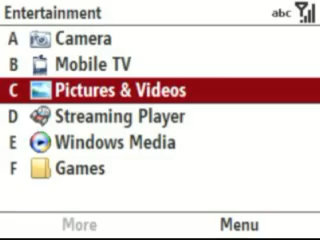 Entertainment abc
A Camera
B Mobile TV
C Pictures & Videos
D Streaming Player
E Windows Media
F Games
More Menu